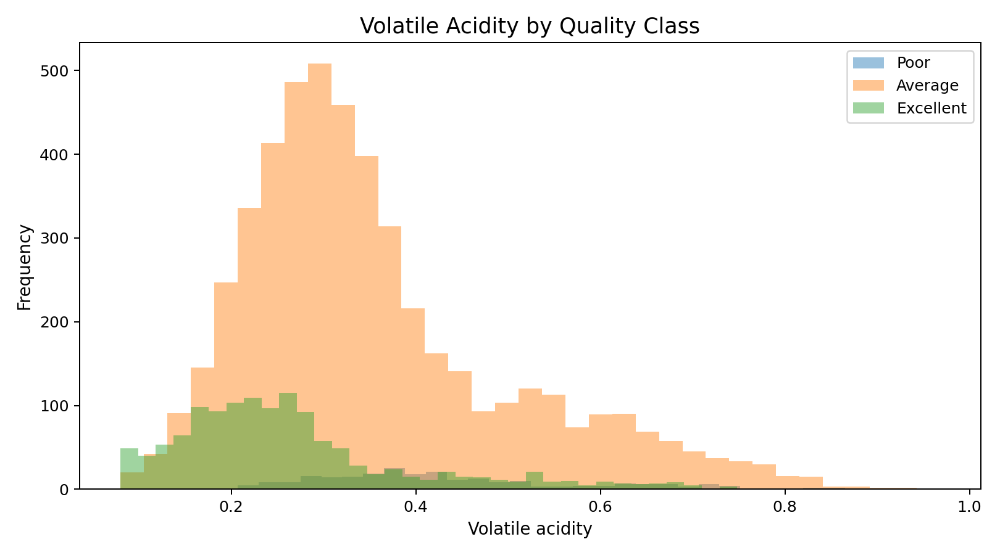 Volatile Acidity by Quality Class
Poor
Average
Excellent
Frequency
500
400
300
200
100
0
0.2
0.4
0.6
0.8
1.0
Volatile acidity